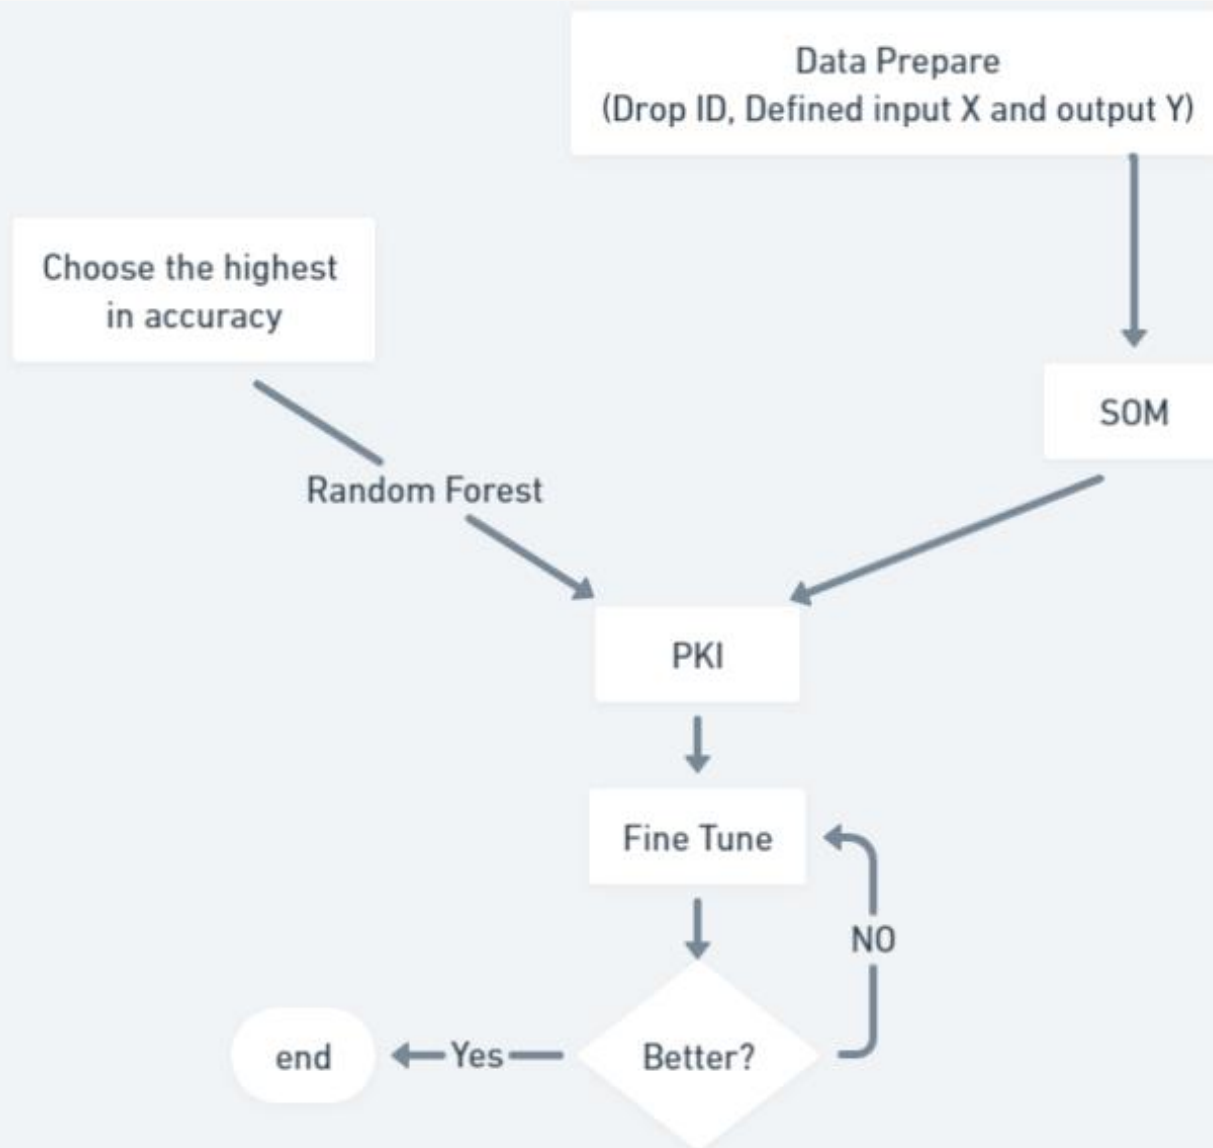 Data Prepare
(Drop ID, Defined input X and output Y)
Choose the highest
in accuracy
SOM
Random Forest
PKI
Fine Tune
NO
Better?
Yes
end